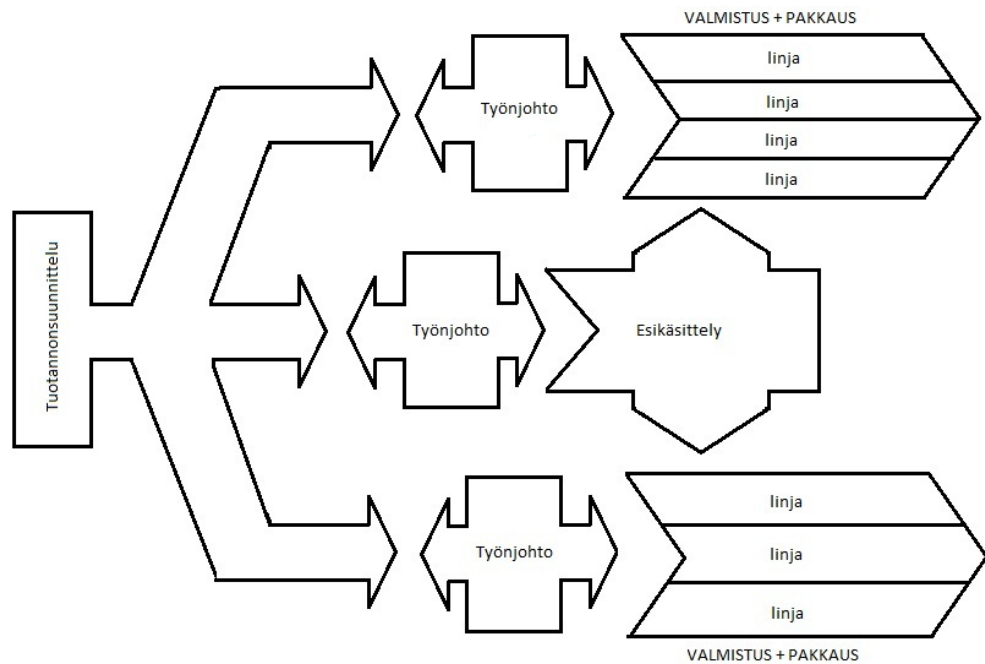 VALMISTUS + PAKKAUS
linja
linja
linja
linja
Työnjohto
Tuotannonsuunnittelu
Työnjohto
Esikäsittely
Työnjohto
linja
linja
linja
VALMISTUS + PAKKAUS